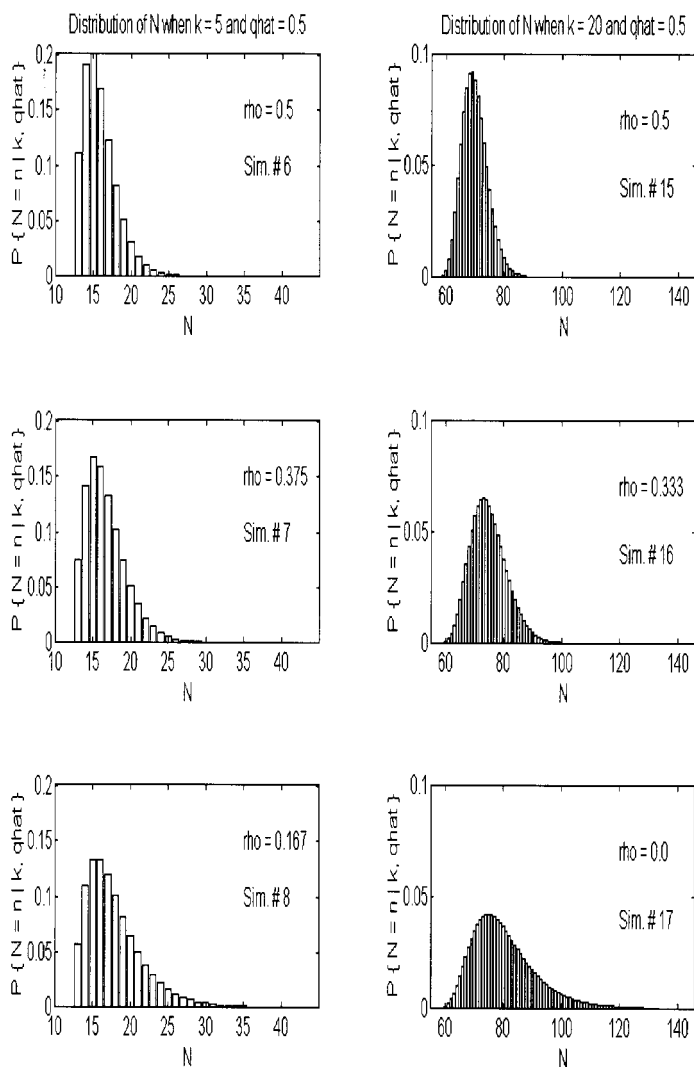 Distribution of N when k = 5 and qhat = 0.5
P{N = n | k, qhat}
0.2
0.15
0.1
0.05
0
rho = 0.5
Sim. # 6
10 15 20 25 30 35 40
N
Distribution of N when k = 20 and qhat = 0.5
P{N = n | k, qhat}
0.1
0.05
0
rho = 0.5
Sim. # 15
60 80 100 120 140
N
P{N = n | k, qhat}
0.2
0.15
0.1
0.05
0
rho = 0.375
Sim. # 7
10 15 20 25 30 35 40
N
P{N = n | k, qhat}
0.1
0.05
0
rho = 0.333
Sim. # 16
60 80 100 120 140
N
P{N = n | k, qhat}
0.2
0.15
0.1
0.05
0
rho = 0.167
Sim. # 8
10 15 20 25 30 35 40
N
P{N = n | k, qhat}
0.1
0.05
0
rho = 0.0
Sim. # 17
60 80 100 120 140
N